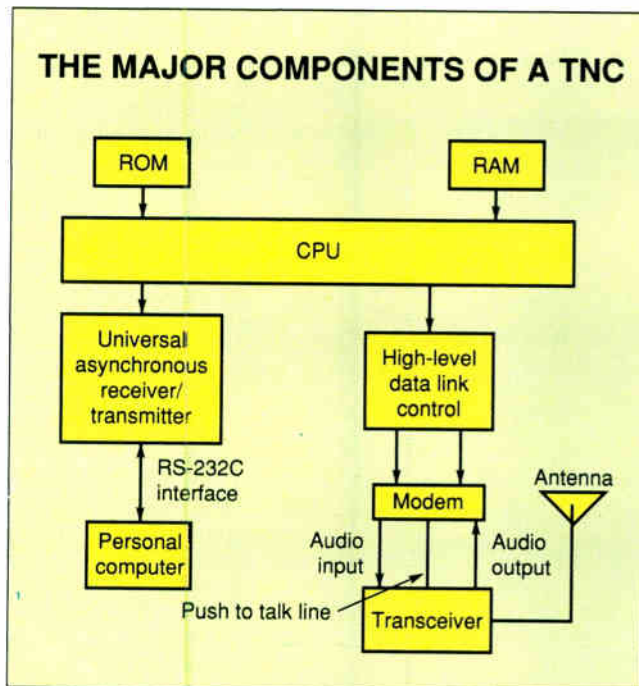 THE MAJOR COMPONENTS OF A TNC
ROM
RAM
CPU
Universal
asynchronous
receiver/
transmitter
High-level
data link
control
RS-232C
interface
Antenna
Modem
Personal
computer
Audio
input
Audio
output
Push to talk line
Transceiver